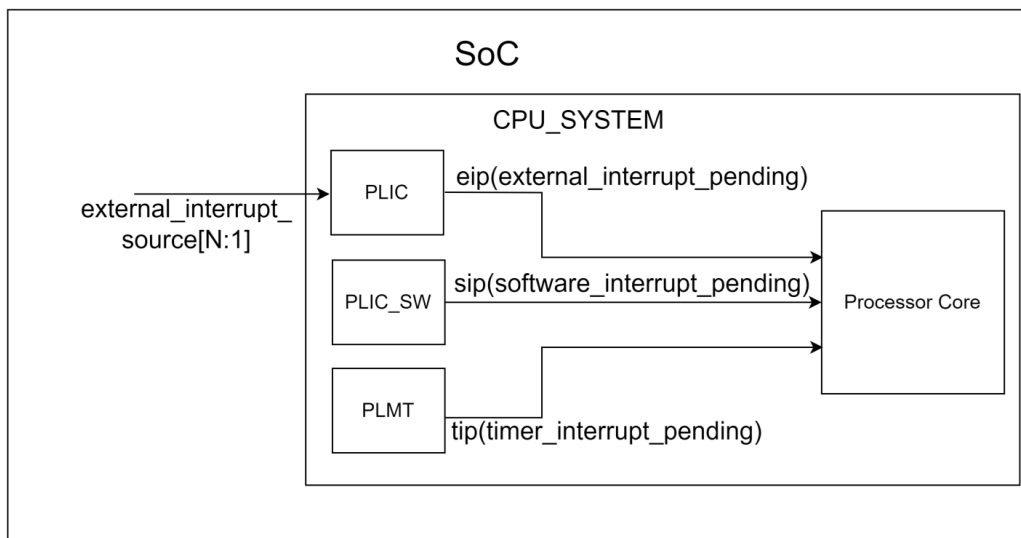 SoC
CPU_SYSTEM
PLIC
eip(external_interrupt_pending)
external_interrupt_
source[N:1]
PLIC_SW
sip(software_interrupt_pending)
Processor Core
PLMT
tip(timer_interrupt_pending)